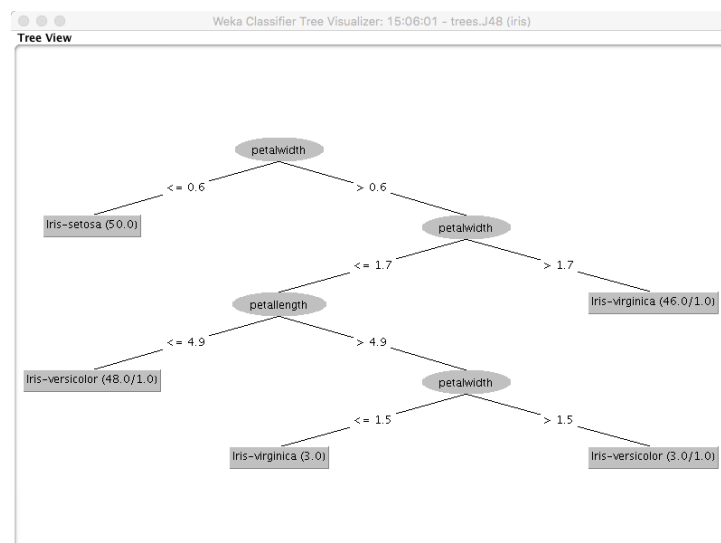 Weka Classifier Tree Visualizer: 15:06:01 - trees.J48 (iris)
Tree View
petalwidth
<= 0.6
> 0.6
Iris-setosa (50.0)
petalwidth
<= 1.7
> 1.7
petallength
Iris-virginica (46.0/1.0)
<= 4.9
> 4.9
Iris-versicolor (48.0/1.0)
petalwidth
<= 1.5
> 1.5
Iris-virginica (3.0)
Iris-versicolor (3.0/1.0)